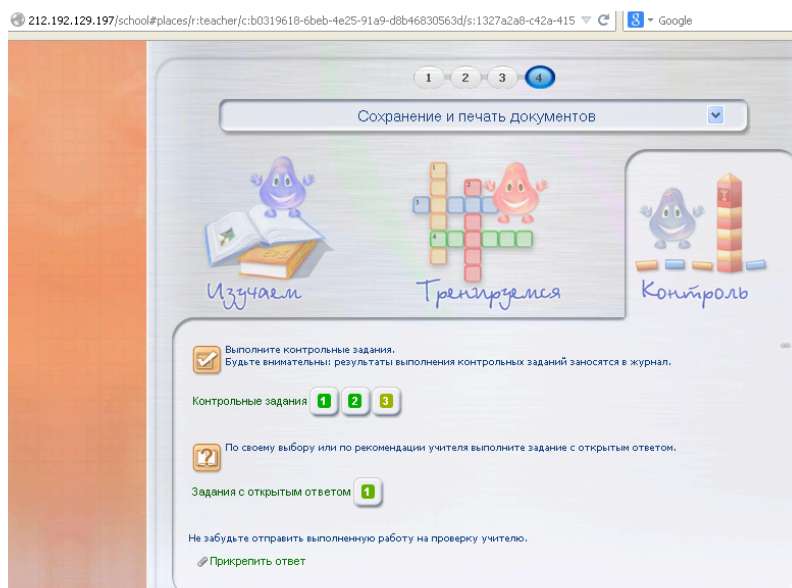 212.192.129.197/school#places/r:teacher/c:b0319618-6beb-4e25-91a9-d8b46830563d/s:1327a2a8-c42a-415
8 Google
1 2 3 4
Сохранение и печать документов
Изучаем
Тренируемся
Контроль
Выполните контрольные задания.
Будьте внимательны: результаты выполнения контрольных заданий заносятся в журнал.
Контрольные задания 1 2 3
По своему выбору или по рекомендации учителя выполните задание с открытым ответом.
Задания с открытым ответом 1
Не забудьте отправить выполненную работу на проверку учителю.
Прикрепить ответ